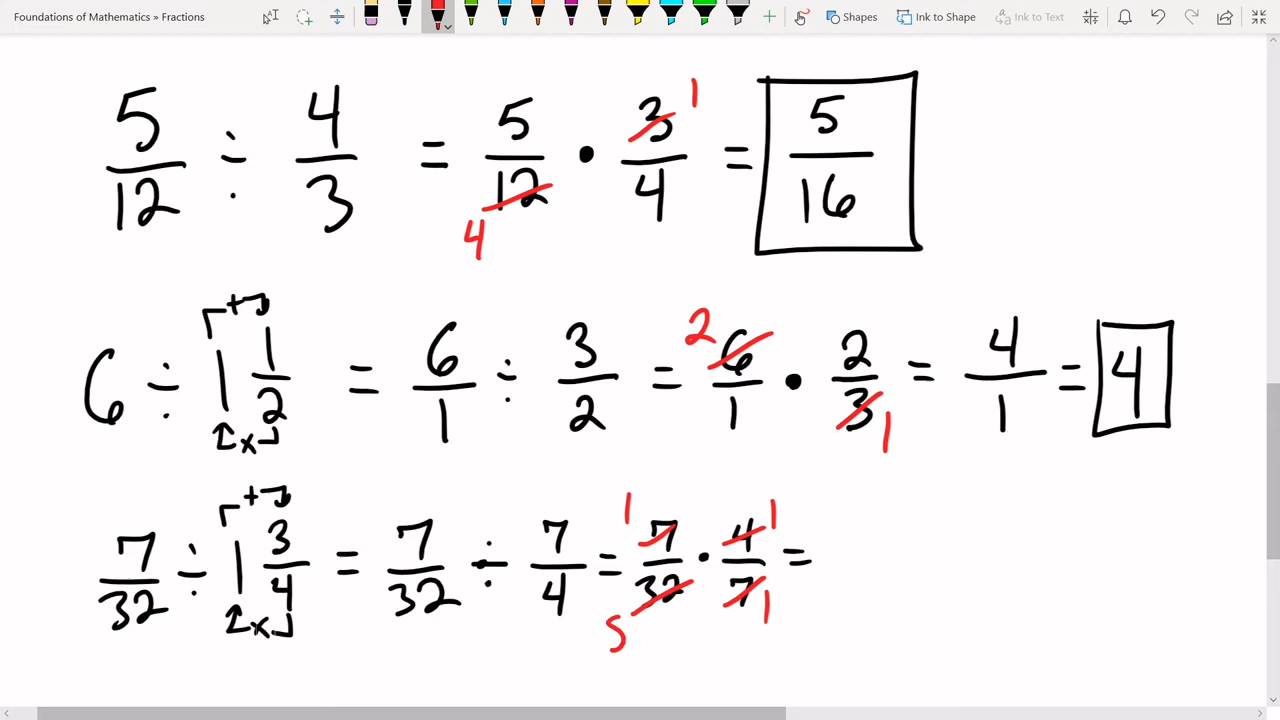 Foundations of Mathematics » Fractions
Shapes Ink to Shape Ink to Text
5/12 ÷ 4/3 = 5/12 • 3/4 = 5/16
1
4
6 ÷ 1 1/2 = 6/1 ÷ 3/2 = 6/1 • 2/3 = 4/1 = 4
+
x
2
1
7/32 ÷ 1 3/4 = 7/32 ÷ 7/4 = 7/32 • 4/7 =
+
x
1 1
5 1